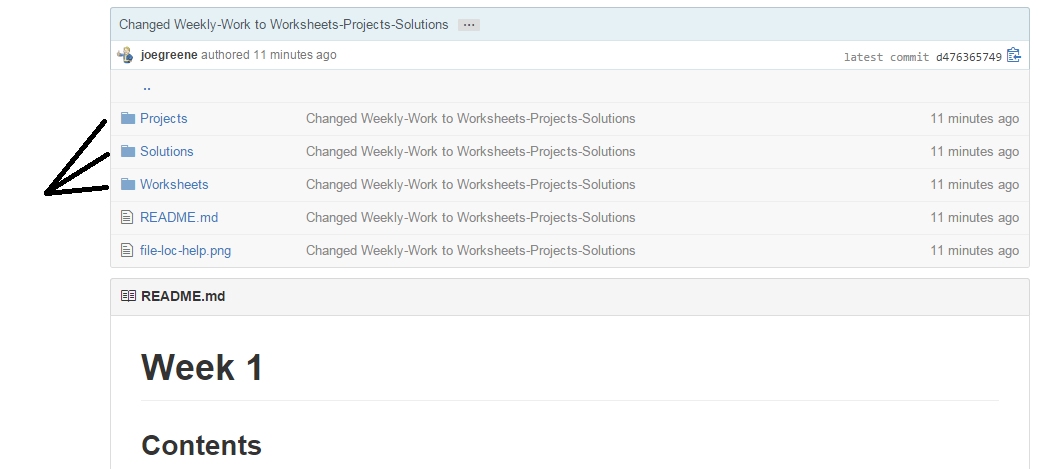 Changed Weekly-Work to Worksheets-Projects-Solutions ...
joegreene authored 11 minutes ago latest commit d476365749
..
Projects Changed Weekly-Work to Worksheets-Projects-Solutions 11 minutes ago
Solutions Changed Weekly-Work to Worksheets-Projects-Solutions 11 minutes ago
Worksheets Changed Weekly-Work to Worksheets-Projects-Solutions 11 minutes ago
README.md Changed Weekly-Work to Worksheets-Projects-Solutions 11 minutes ago
file-loc-help.png Changed Weekly-Work to Worksheets-Projects-Solutions 11 minutes ago
README.md
Week 1
Contents